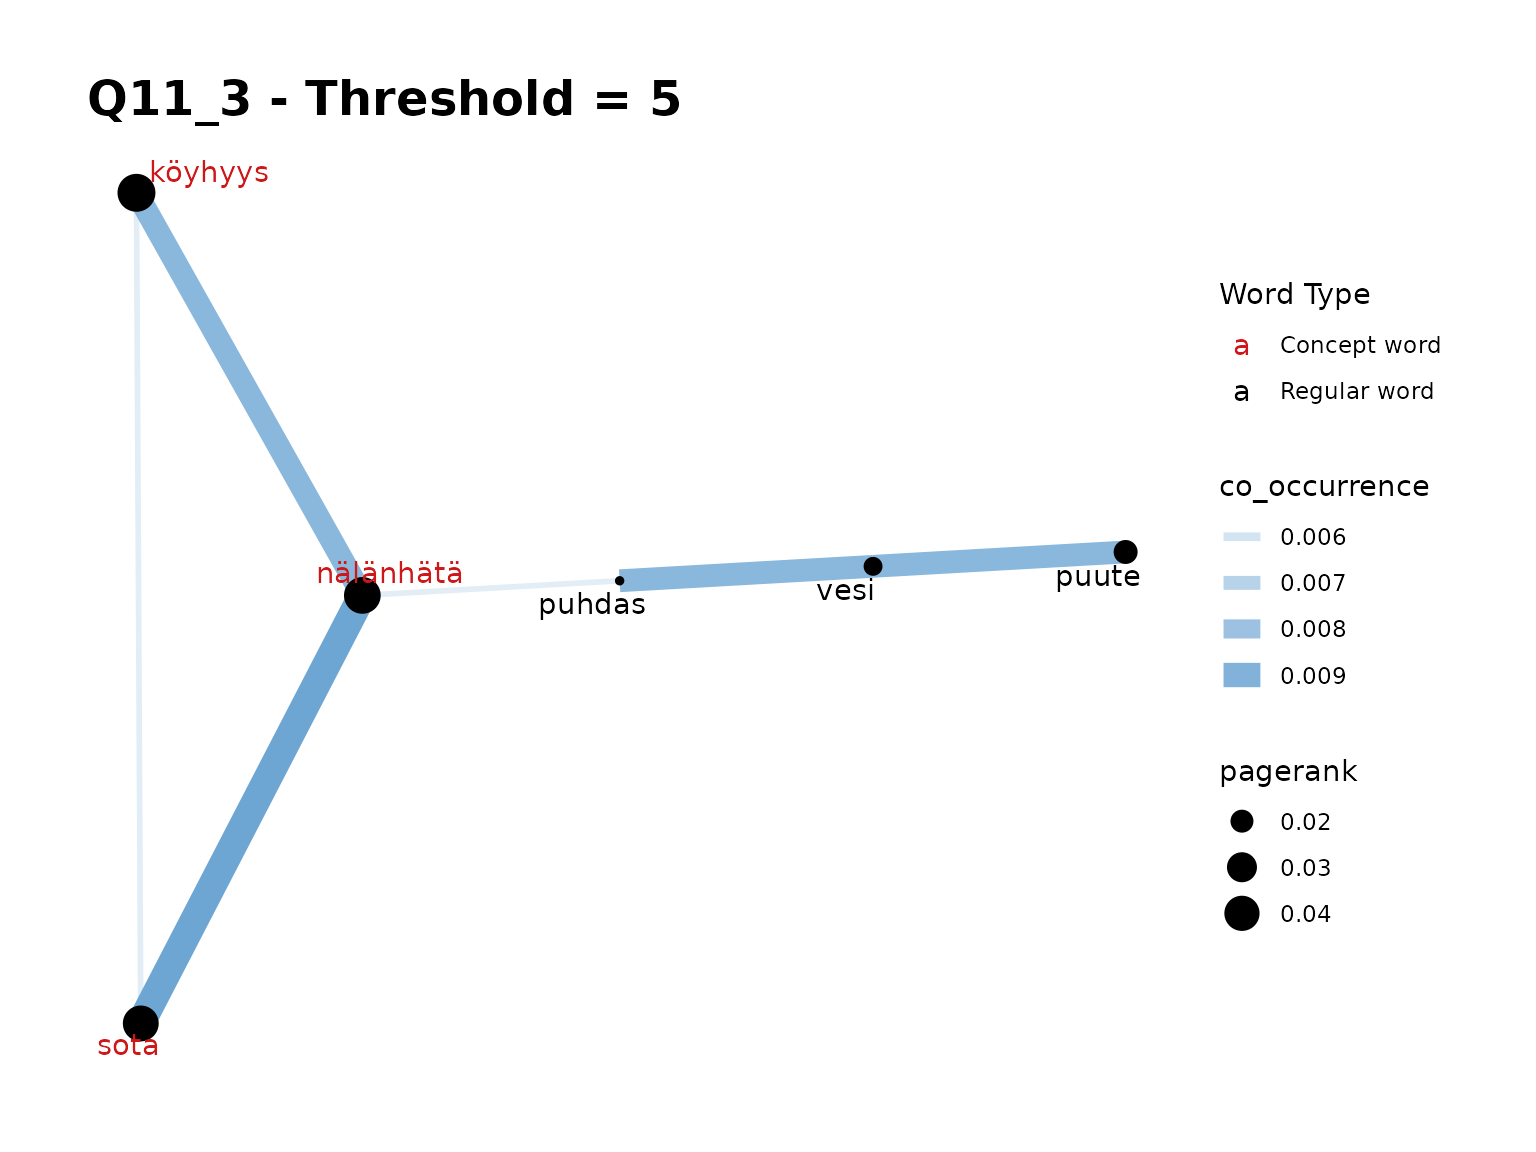 Q11_3 - Threshold = 5
köyhyys
nälänhätä
puhdas
vesi
puute
sota
Word Type
a Concept word
a Regular word
co_occurrence
0.006
0.007
0.008
0.009
pagerank
0.02
0.03
0.04